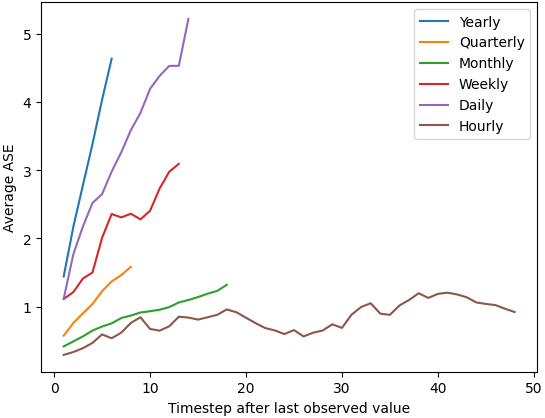 Yearly
Quarterly
Monthly
Weekly
Daily
Hourly
5
4
3
2
1
Average ASE
0 10 20 30 40 50
Timestep after last observed value